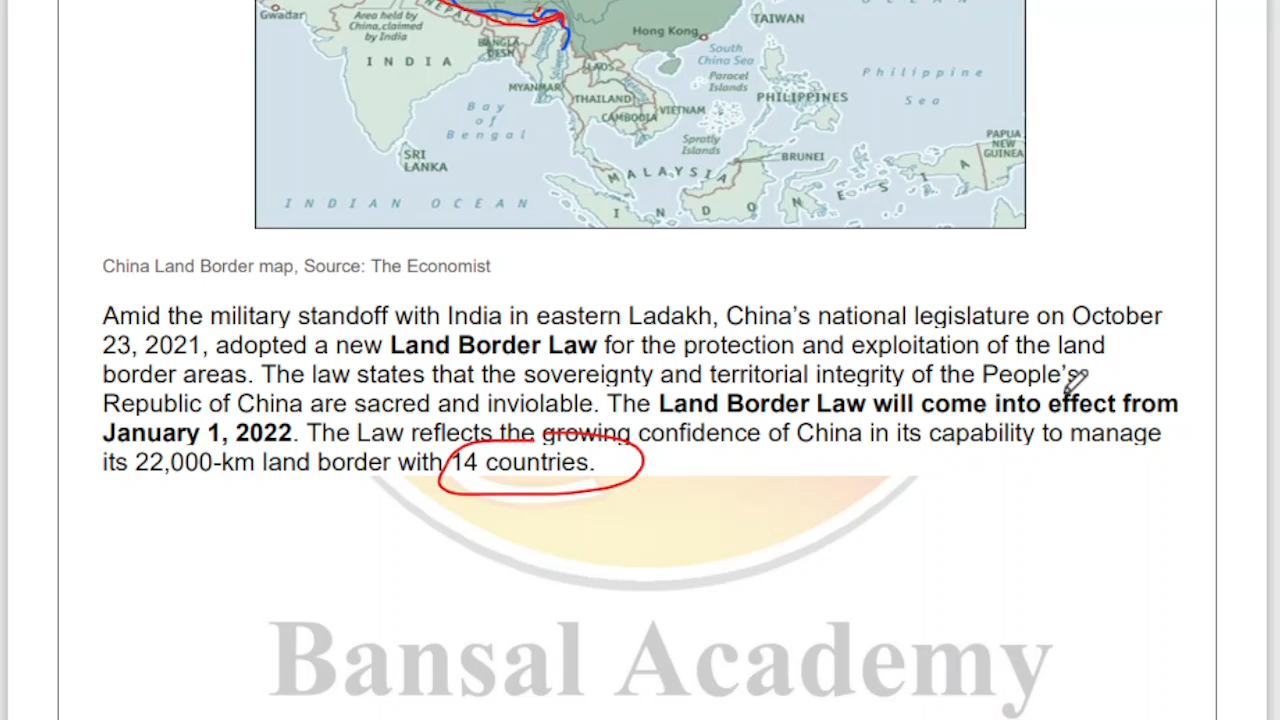 Gwadar
Area held by
China, claimed
by India
NEPAL
BANGLA
DESH
INDIA
MYANMAR
LAOS
THAILAND
CAMBODIA
VIETNAM
Hong Kong
TAIWAN
South
China Sea
Paracel
Islands
PHILIPPINES
Philippine
Sea
Bay
of
Bengal
SRI
LANKA
Spratly
Islands
BRUNEI
MALAYSIA
PAPUA
NEW
GUINEA
INDIAN OCEAN
INDONESIA
China Land Border map, Source: The Economist
Amid the military standoff with India in eastern Ladakh, China's national legislature on October
23, 2021, adopted a new Land Border Law for the protection and exploitation of the land
border areas. The law states that the sovereignty and territorial integrity of the People's
Republic of China are sacred and inviolable. The Land Border Law will come into effect from
January 1, 2022. The Law reflects the growing confidence of China in its capability to manage
its 22,000-km land border with 14 countries.
Bansal Academy